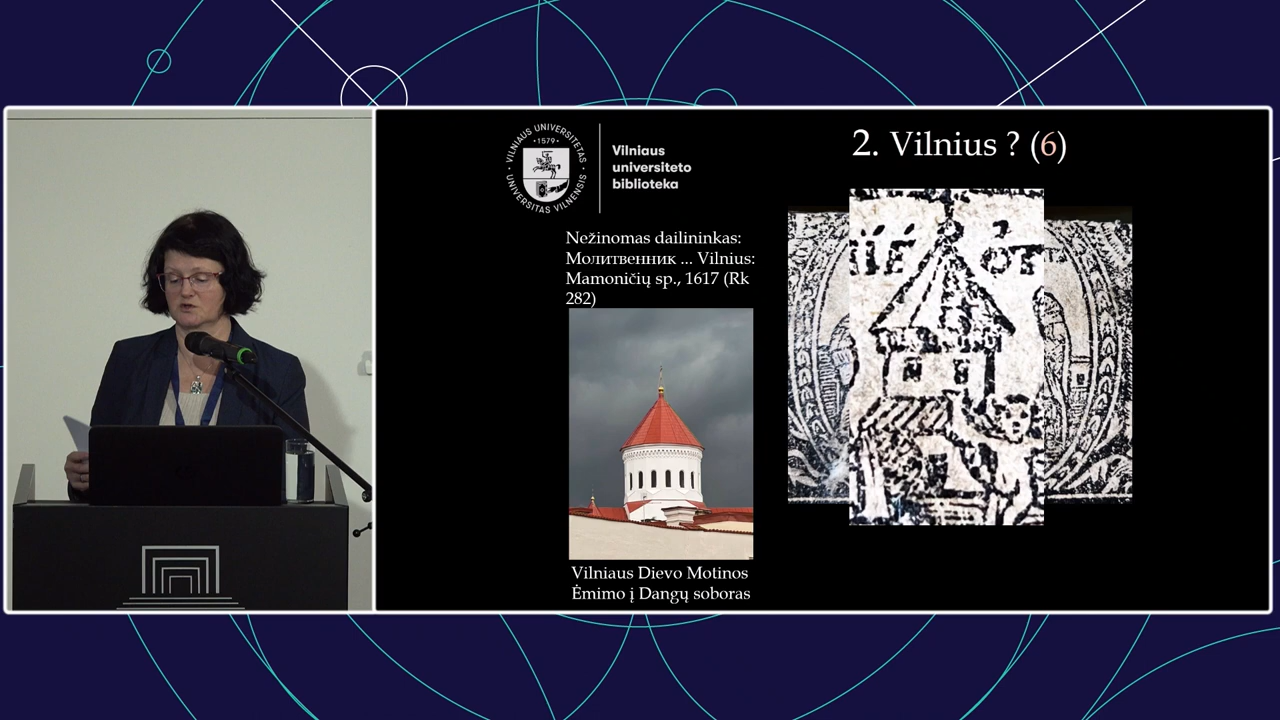 VILNIAUS UNIVERSITETAS
·1579·
UNIVERSITAS VILNENSIS
Vilniaus
universiteto
biblioteka
2. Vilnius ? (6)
Nežinomas dailininkas:
Молитвенник ... Vilnius:
Mamoničių sp., 1617 (Rk
282)
Vilniaus Dievo Motinos
Ėmimo į Dangų soboras